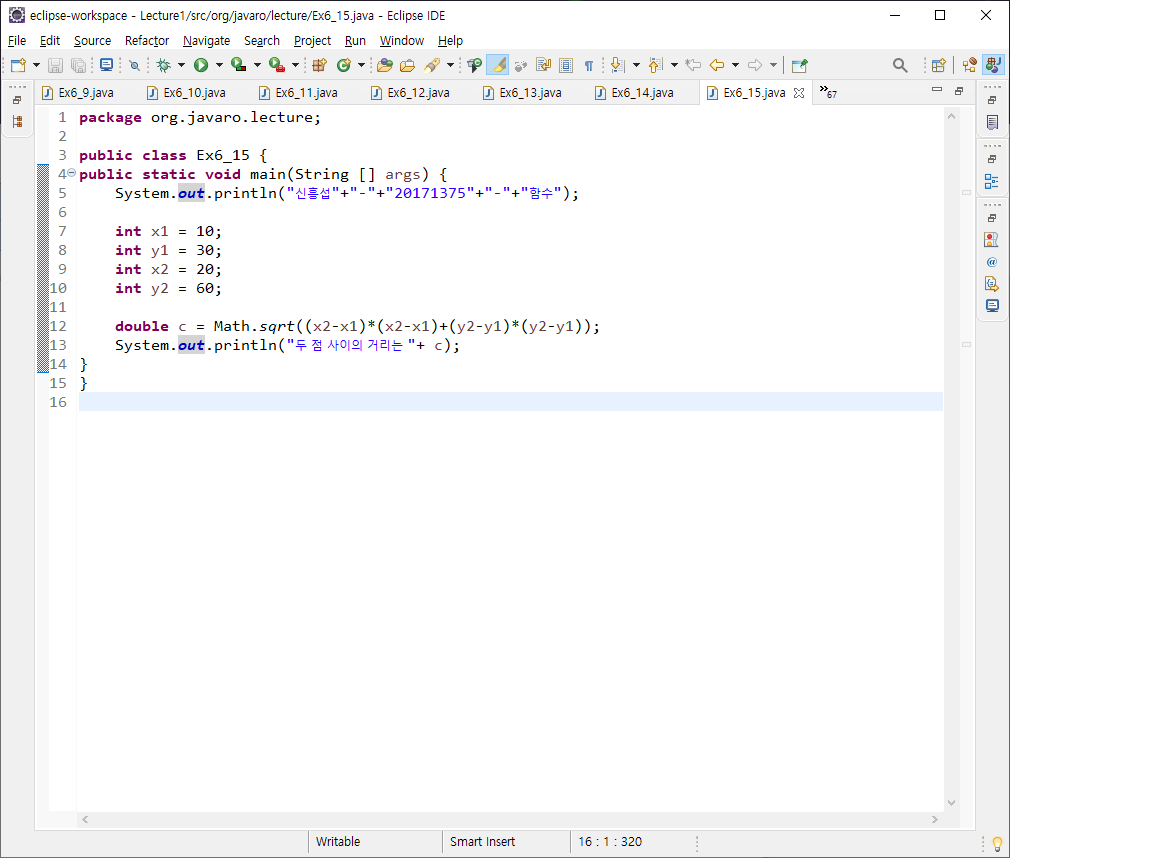 eclipse-workspace - Lecture1/src/org/javaro/lecture/Ex6_15.java - Eclipse IDE
File Edit Source Refactor Navigate Search Project Run Window Help
Ex6_9.java Ex6_10.java Ex6_11.java Ex6_12.java Ex6_13.java Ex6_14.java Ex6_15.java »67
1 package org.javaro.lecture;
2
3 public class Ex6_15 {
4 public static void main(String [] args) {
5 System.out.println("신흥섭"+"-"+"20171375"+"-"+"함수");
6
7 int x1 = 10;
8 int y1 = 30;
9 int x2 = 20;
10 int y2 = 60;
11
12 double c = Math.sqrt((x2-x1)*(x2-x1)+(y2-y1)*(y2-y1));
13 System.out.println("두 점 사이의 거리는 "+ c);
14 }
15 }
16
Writable Smart Insert 16 : 1 : 320